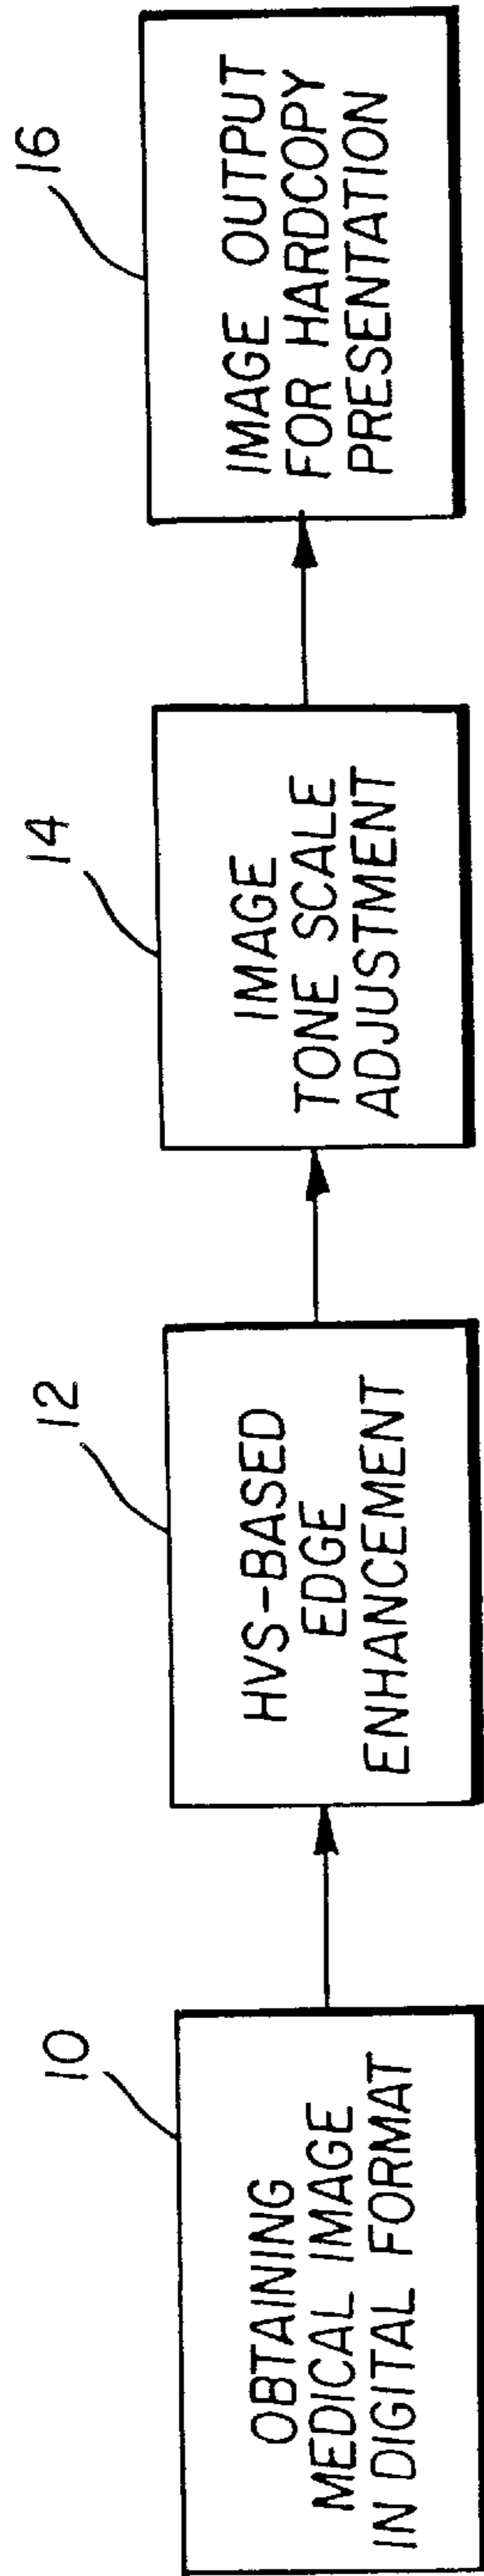 10
OBTAINING
MEDICAL IMAGE
IN DIGITAL FORMAT
12
HVS-BASED
EDGE
ENHANCEMENT
14
IMAGE
TONE SCALE
ADJUSTMENT
16
IMAGE OUTPUT
FOR HARDCOPY
PRESENTATION